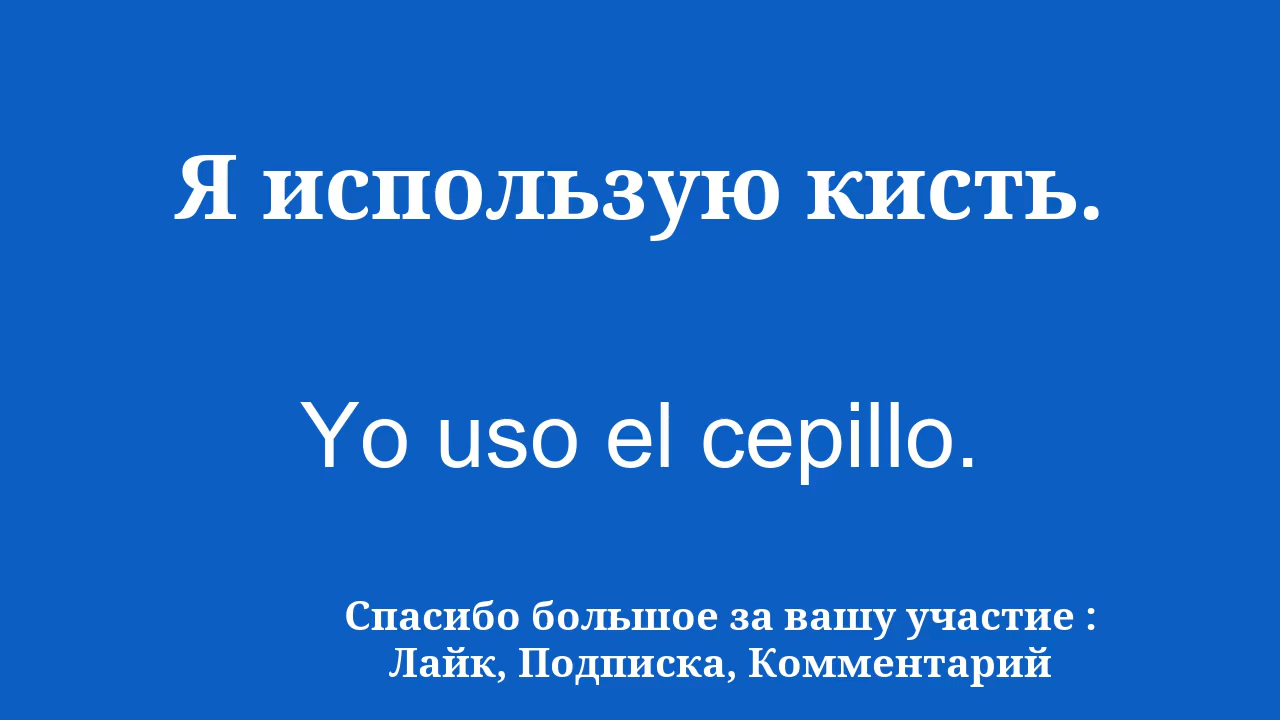 Я использую кисть.
Yo uso el cepillo.
Спасибо большое за вашу участие :
Лайк, Подписка, Комментарий